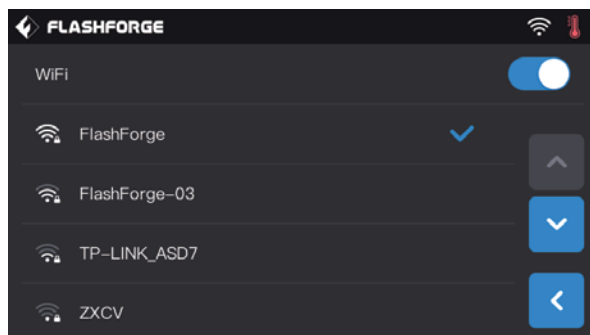 FLASHFORGE
WiFi
FlashForge
FlashForge-03
TP-LINK_ASD7
ZXCV